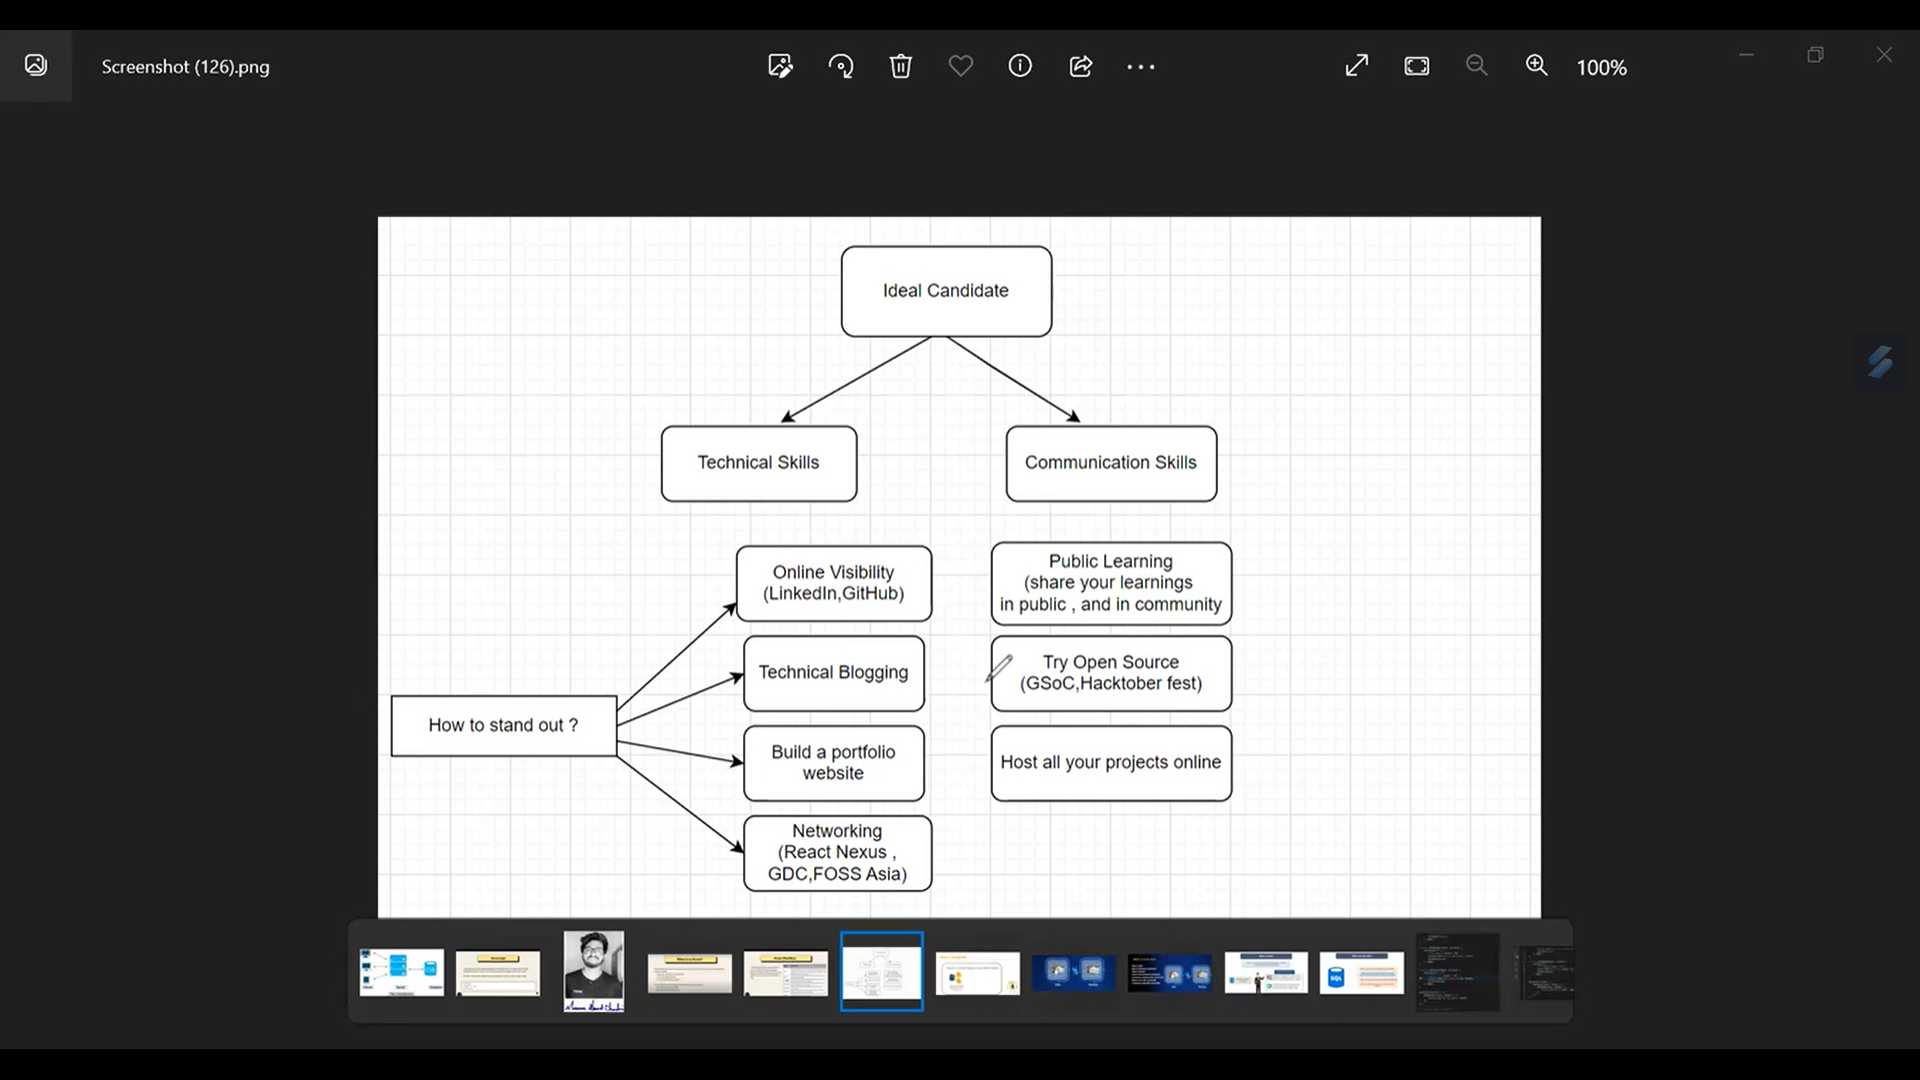 Screenshot (126).png
100%
Ideal Candidate
Technical Skills
Communication Skills
Online Visibility
(LinkedIn,GitHub)
Public Learning
(share your learnings
in public , and in community
Technical Blogging
Try Open Source
(GSoC,Hacktober fest)
How to stand out ?
Build a portfolio
website
Host all your projects online
Networking
(React Nexus ,
GDC,FOSS Asia)
SQL